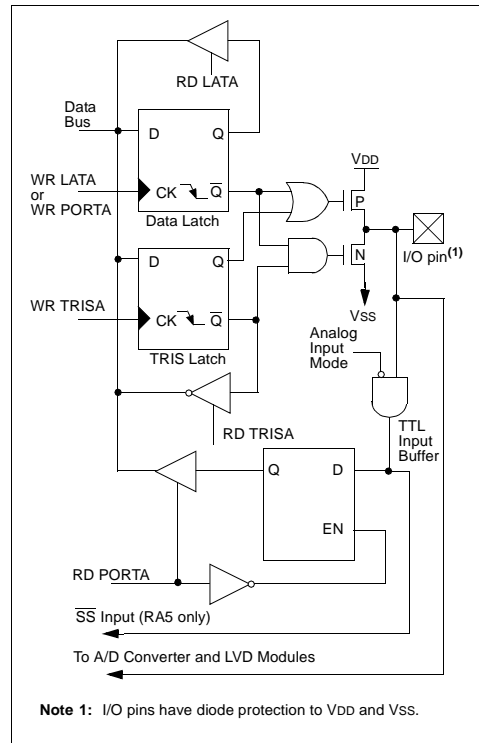 RD LATA
Data
Bus
D
Q
VDD
WR LATA
or
WR PORTA
CK
Q
P
Data Latch
I/O pin(1)
N
D
Q
WR TRISA
CK
Q
VSS
TRIS Latch
Analog
Input
Mode
TTL
Input
Buffer
RD TRISA
Q
D
EN
RD PORTA
SS Input (RA5 only)
To A/D Converter and LVD Modules
Note 1: I/O pins have diode protection to VDD and VSS.